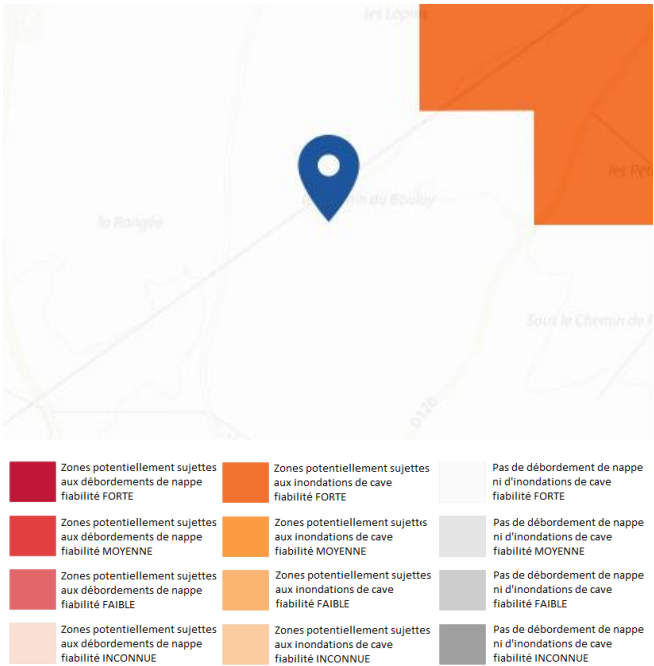 les Lopins
la Rangée
min du Bouloy
les Pe
Sous le Chemin de
D120
Zones potentiellement sujettes
aux débordements de nappe
fiabilité FORTE
Zones potentiellement sujettes
aux inondations de cave
fiabilité FORTE
Pas de débordement de nappe
ni d'inondations de cave
fiabilité FORTE
Zones potentiellement sujettes
aux débordements de nappe
fiabilité MOYENNE
Zones potentiellement sujettis
aux inondations de cave
fiabilité MOYENNE
Pas de débordement de nappe
ni d'inondations de cave
fiabilité MOYENNE
Zones potentiellement sujettes
aux débordements de nappe
fiabilité FAIBLE
Zones potentiellement sujettes
aux inondations de cave
fiabilité FAIBLE
Pas de débordement de nappe
ni d'inondations de cave
fiabilité FAIBLE
Zones potentiellement sujettes
aux débordements de nappe
fiabilité INCONNUE
Zones potentiellement sujettes
aux inondations de cave
fiabilité INCONNUE
Pas de débordement de nappe
ni d'inondations de cave
fiabilité INCONNUE